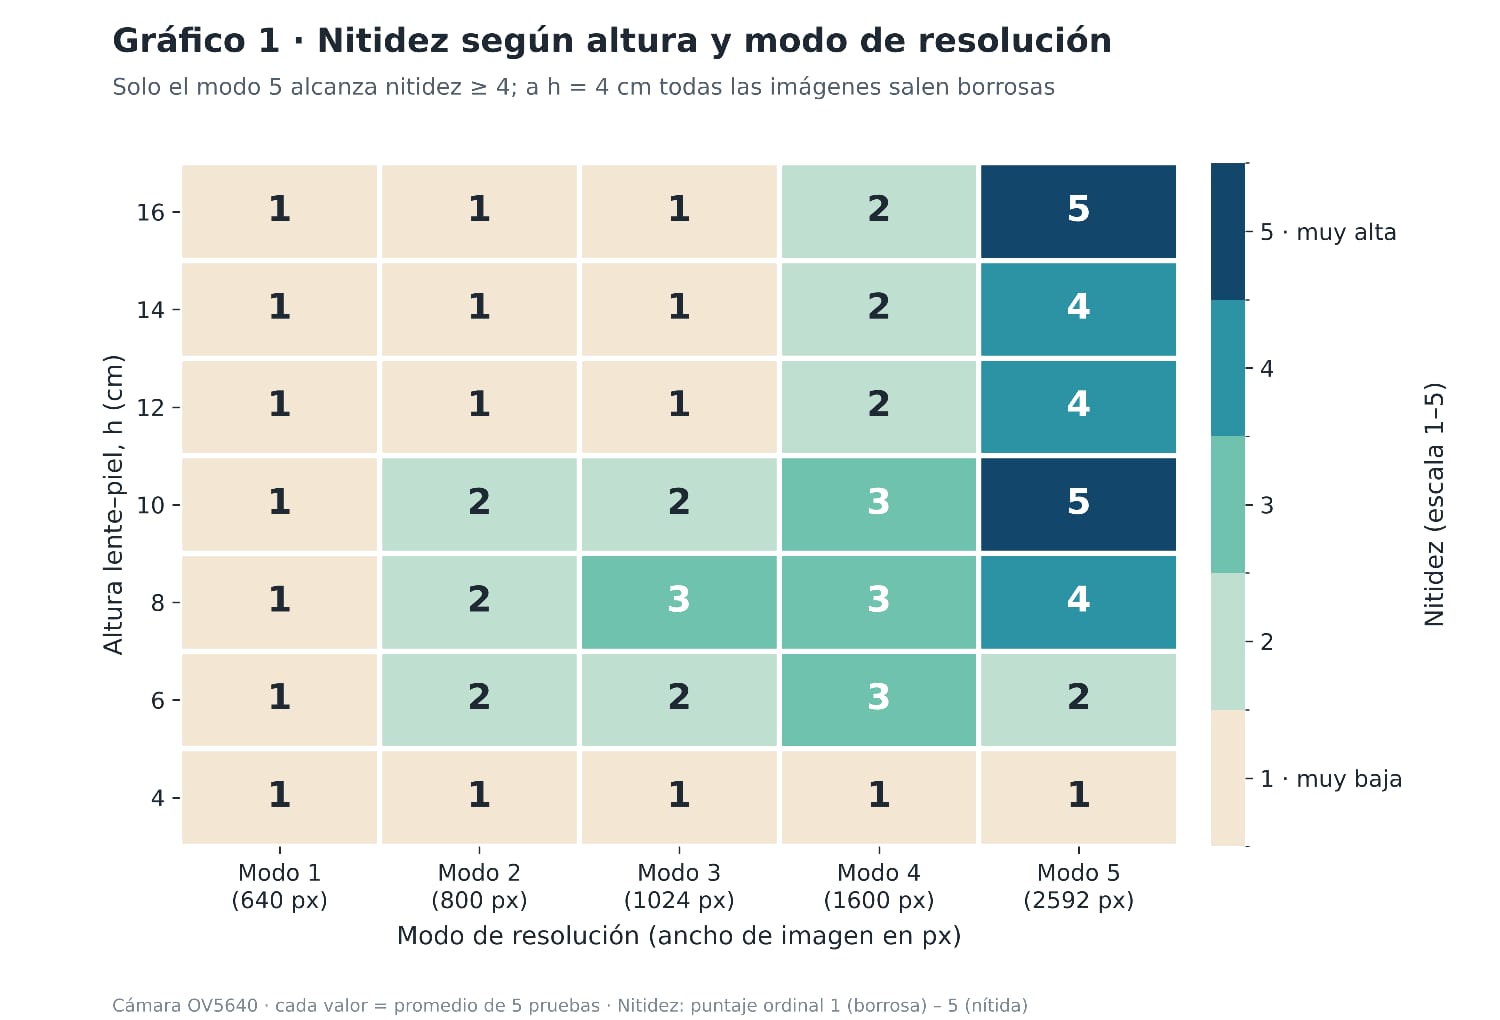 Gráfico 1 · Nitidez según altura y modo de resolución
Solo el modo 5 alcanza nitidez ≥ 4; a h = 4 cm todas las imágenes salen borrosas
Altura lente–piel, h (cm)
16 1 1 1 2 5
14 1 1 1 2 4
12 1 1 1 2 4
10 1 2 2 3 5
8 1 2 3 3 4
6 1 2 2 3 2
4 1 1 1 1 1
Modo 1 Modo 2 Modo 3 Modo 4 Modo 5
(640 px) (800 px) (1024 px) (1600 px) (2592 px)
Modo de resolución (ancho de imagen en px)
5 · muy alta
4
3
2
1 · muy baja
Nitidez (escala 1–5)
Cámara OV5640 · cada valor = promedio de 5 pruebas · Nitidez: puntaje ordinal 1 (borrosa) – 5 (nítida)